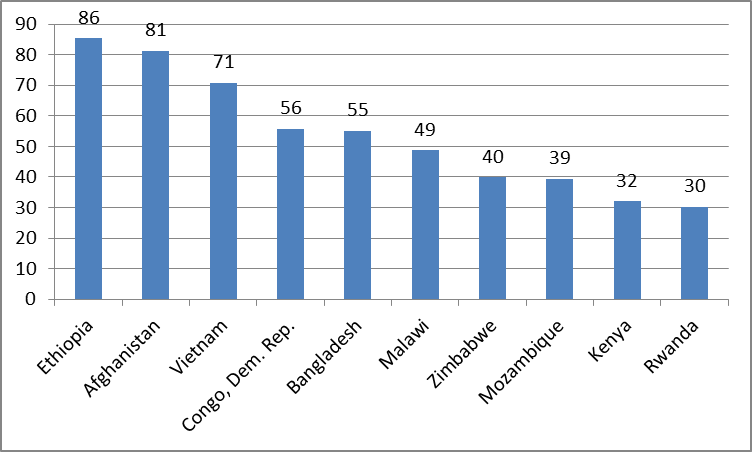 90
80
70
60
50
40
30
20
10
0
86
81
71
56
55
49
40
39
32
30
Ethiopia
Afghanistan
Vietnam
Congo, Dem. Rep.
Bangladesh
Malawi
Zimbabwe
Mozambique
Kenya
Rwanda